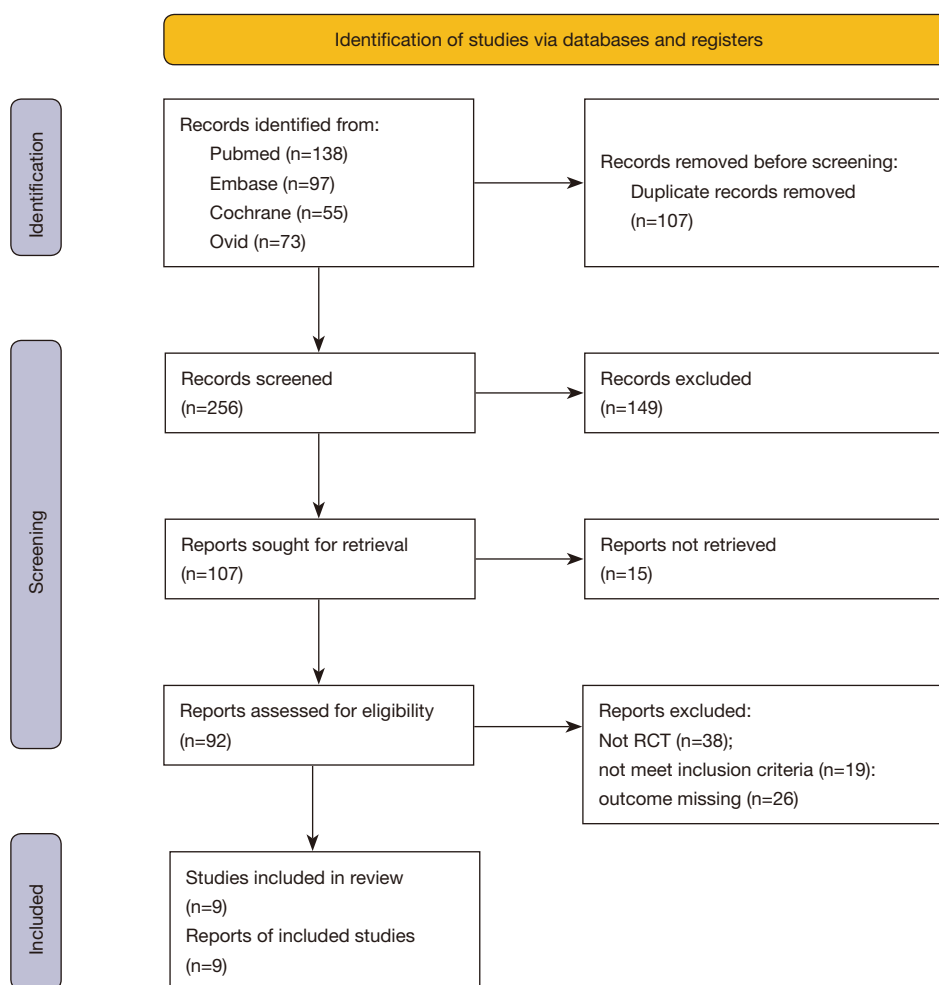 Identification of studies via databases and registers
Identification
Records identified from:
Pubmed (n=138)
Embase (n=97)
Cochrane (n=55)
Ovid (n=73)
Records removed before screening:
Duplicate records removed
(n=107)
Screening
Records screened
(n=256)
Records excluded
(n=149)
Reports sought for retrieval
(n=107)
Reports not retrieved
(n=15)
Reports assessed for eligibility
(n=92)
Reports excluded:
Not RCT (n=38);
not meet inclusion criteria (n=19):
outcome missing (n=26)
Included
Studies included in review
(n=9)
Reports of included studies
(n=9)